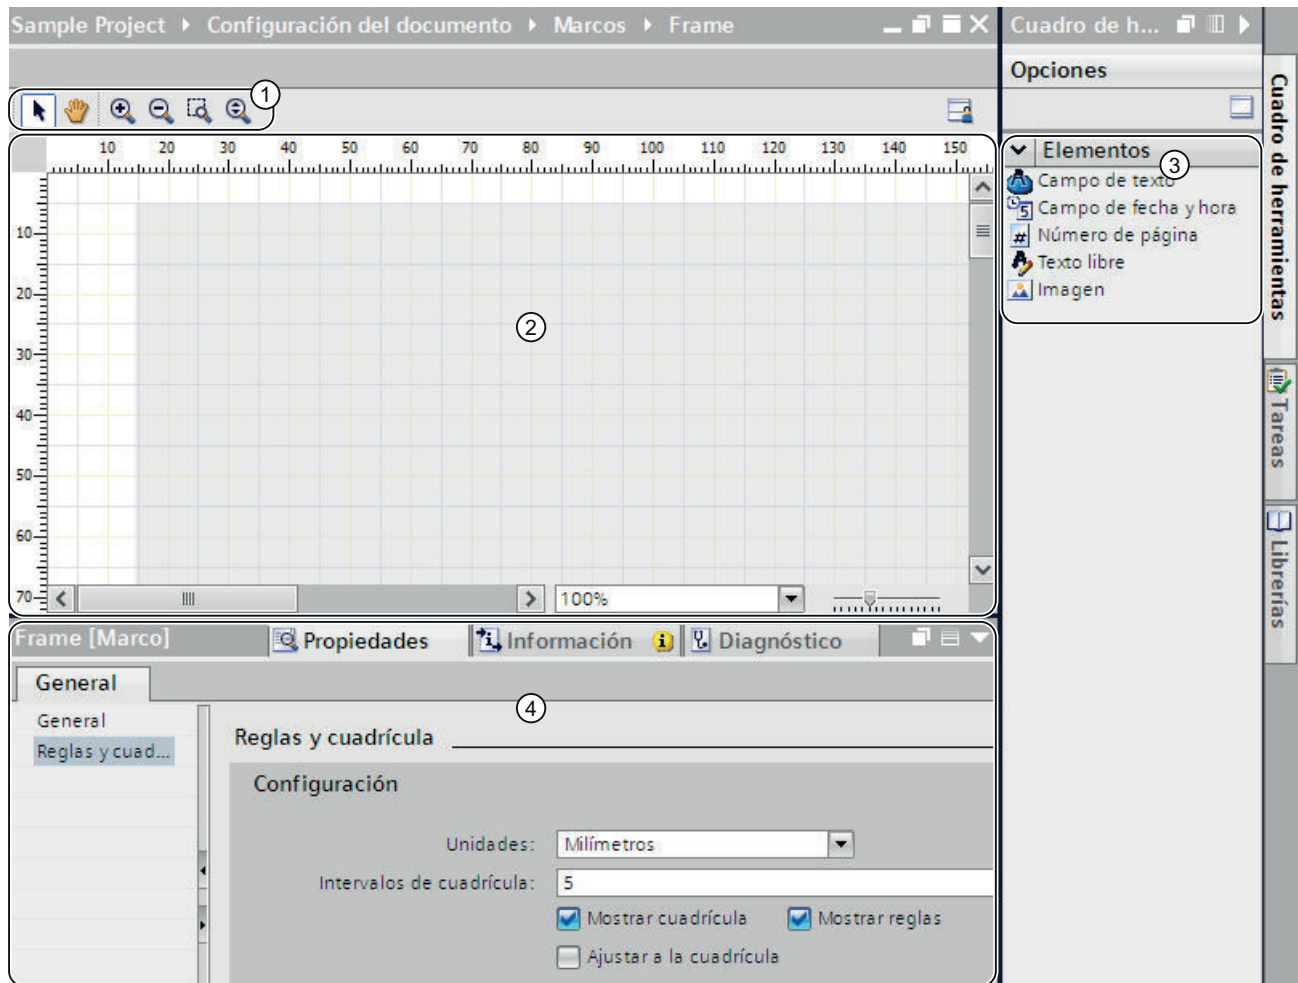 Sample Project ▸ Configuración del documento ▸ Marcos ▸ Frame
Cuadro de h...
Opciones
1
10 20 30 40 50 60 70 80 90 100 110 120 130 140 150
10
20
30
40
50
60
70
2
100%
Elementos
3
Campo de texto
Campo de fecha y hora
Número de página
Texto libre
Imagen
Cuadro de herramientas
Tareas
Librerías
Frame [Marco]
Propiedades
Información
Diagnóstico
General
4
General
Reglas y cuad...
Reglas y cuadrícula
Configuración
Unidades: Milímetros
Intervalos de cuadrícula: 5
Mostrar cuadrícula Mostrar reglas
Ajustar a la cuadrícula